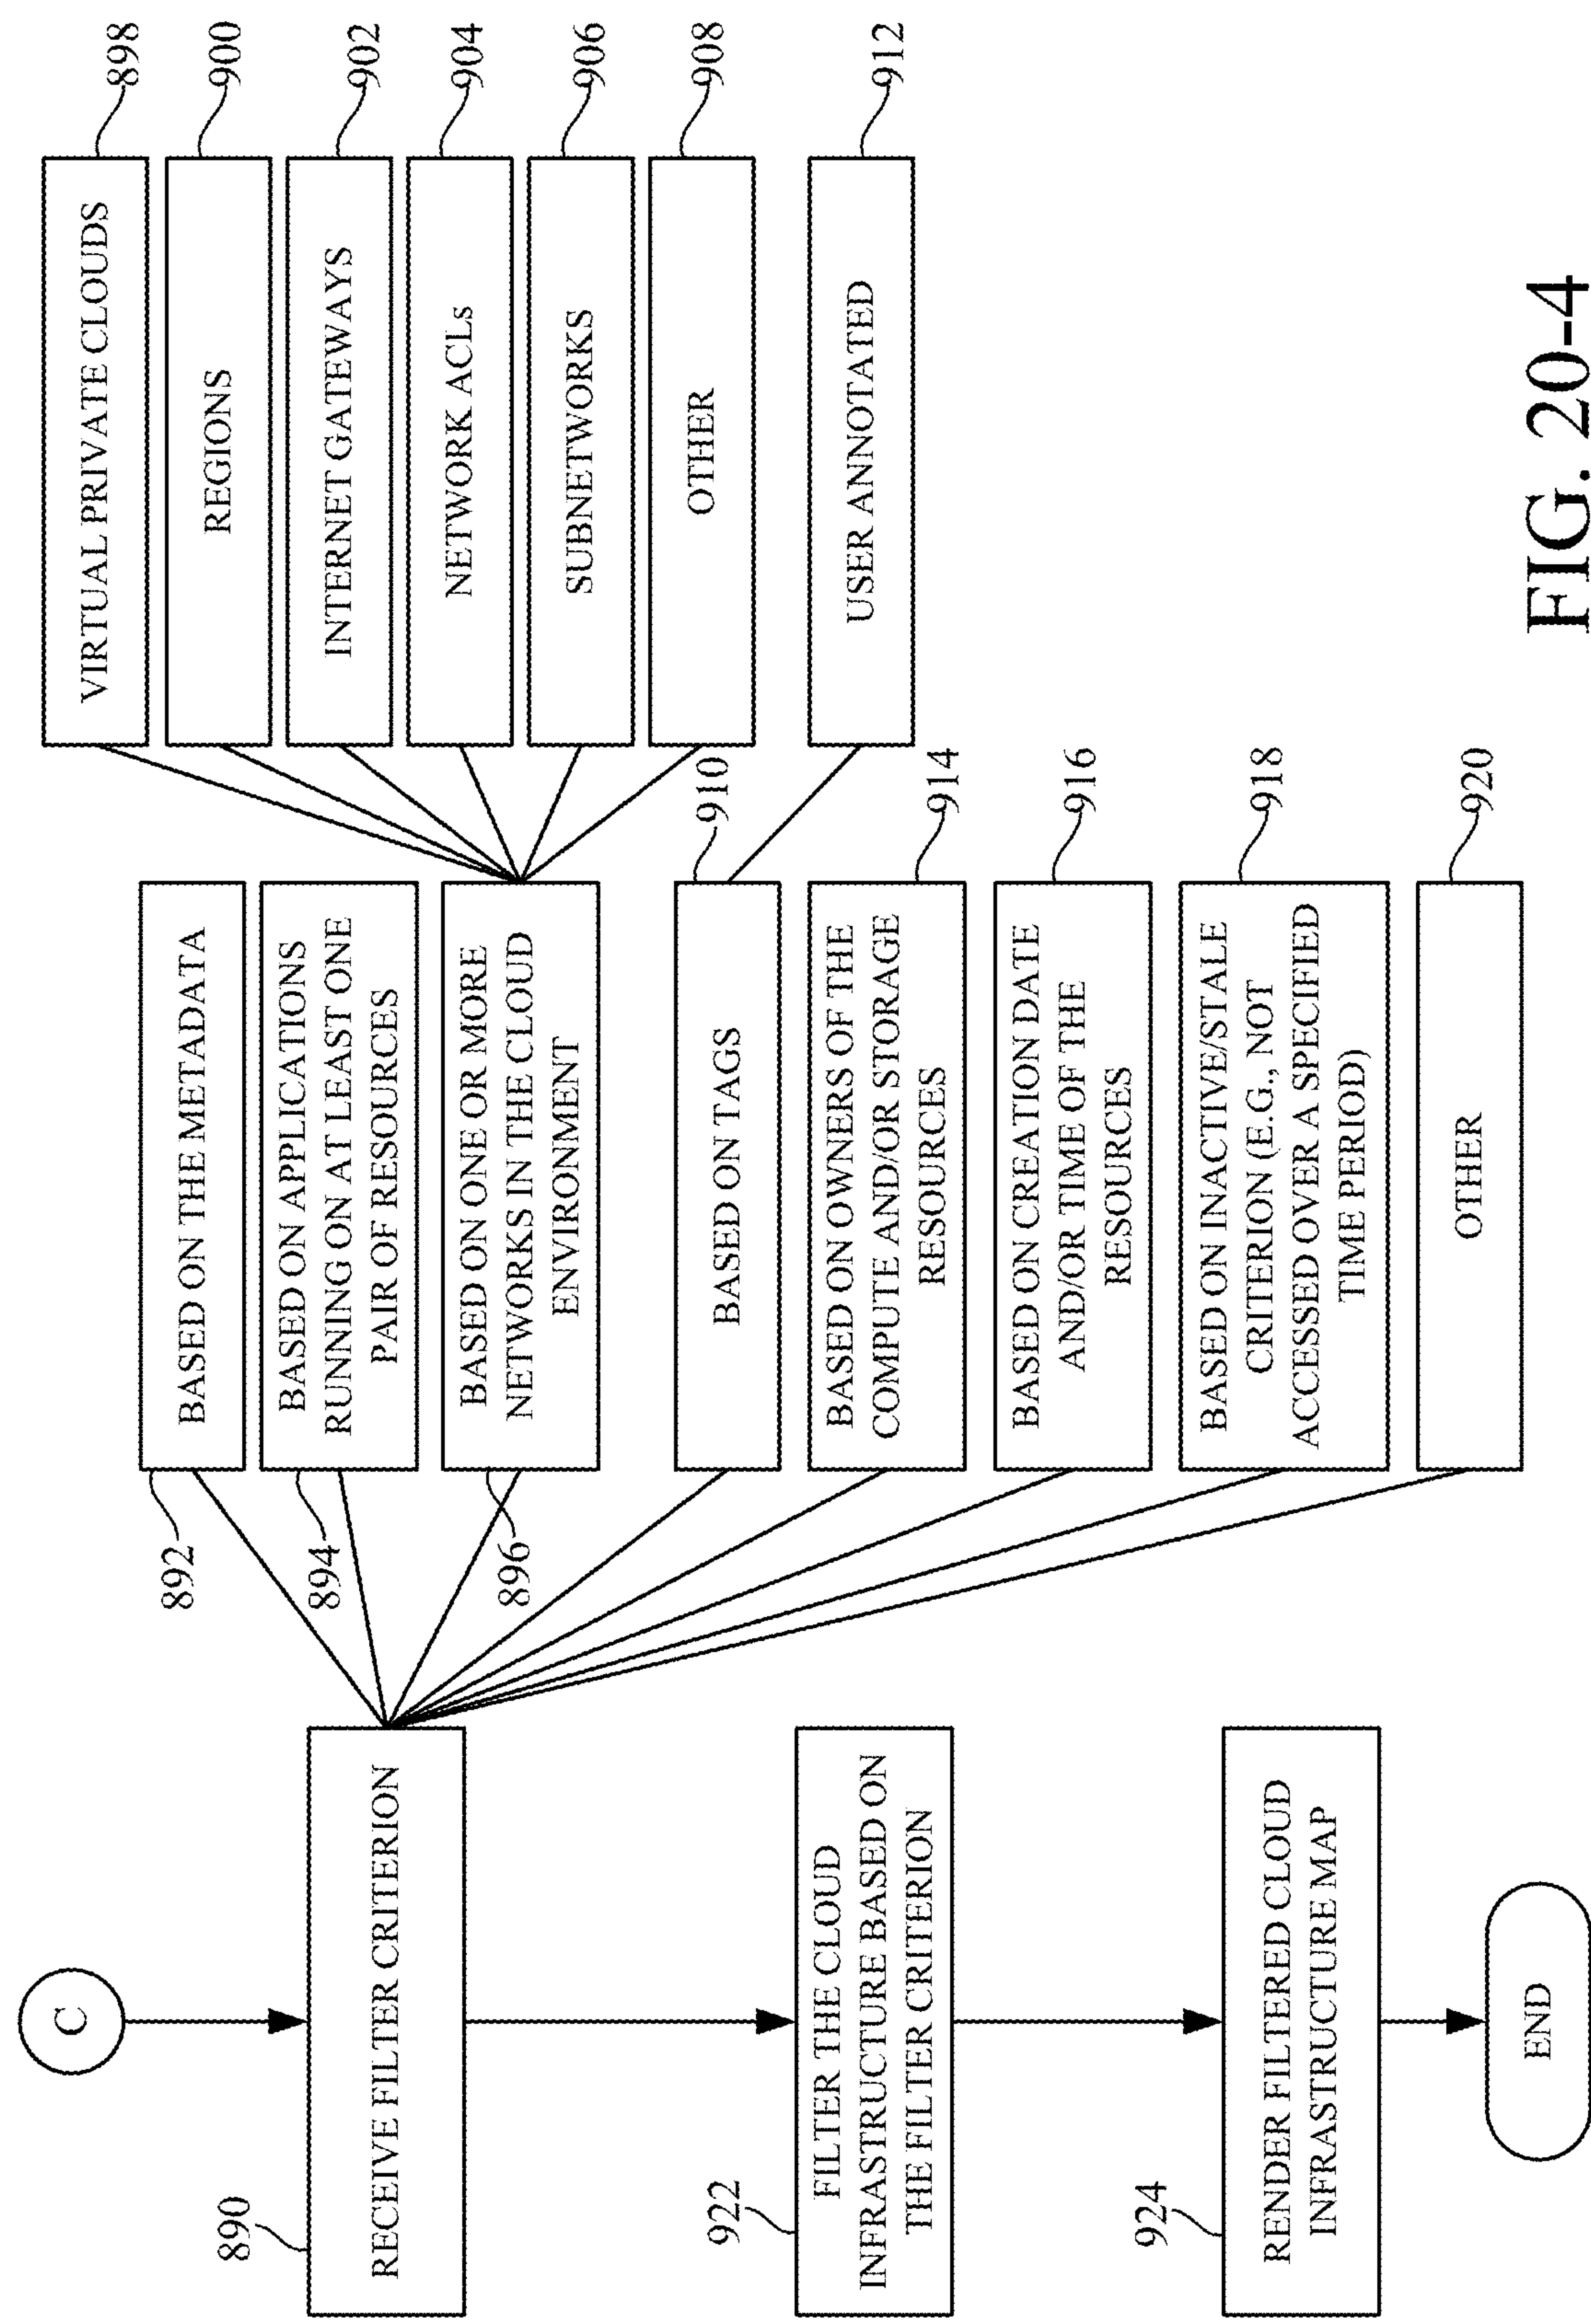 C
890
RECEIVE FILTER CRITERION
922
FILTER THE CLOUD
INFRASTRUCTURE BASED ON
THE FILTER CRITERION
924
RENDER FILTERED CLOUD
INFRASTRUCTURE MAP
END
892
BASED ON THE METADATA
894
BASED ON APPLICATIONS
RUNNING ON AT LEAST ONE
PAIR OF RESOURCES
896
BASED ON ONE OR MORE
NETWORKS IN THE CLOUD
ENVIRONMENT
910
BASED ON TAGS
914
BASED ON OWNERS OF THE
COMPUTE AND/OR STORAGE
RESOURCES
916
BASED ON CREATION DATE
AND/OR TIME OF THE
RESOURCES
918
BASED ON INACTIVE/STALE
CRITERION (E.G., NOT
ACCESSED OVER A SPECIFIED
TIME PERIOD)
920
OTHER
898
VIRTUAL PRIVATE CLOUDS
900
REGIONS
902
INTERNET GATEWAYS
904
NETWORK ACLs
906
SUBNETWORKS
908
OTHER
912
USER ANNOTATED
FIG. 20-4